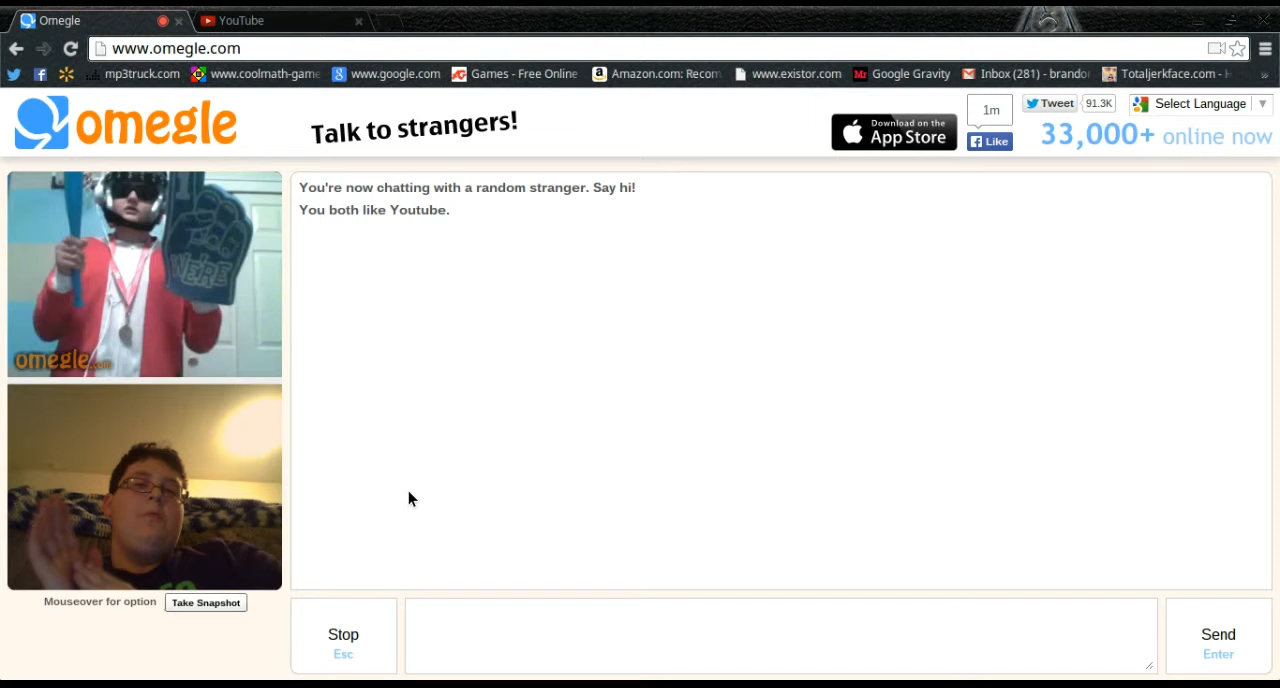 Omegle
YouTube
www.omegle.com
mp3truck.com
www.coolmath-game
www.google.com
Games - Free Online
Amazon.com: Recom
www.existor.com
Google Gravity
Inbox (281) - brando
Totaljerkface.com - H
»
omegle
Talk to strangers!
Download on the
App Store
1m
Like
Tweet
91.3K
Select Language
33,000+ online now
WE'RE
omegle.com
You're now chatting with a random stranger. Say hi!
You both like Youtube.
Mouseover for option
Take Snapshot
Stop
Esc
Send
Enter